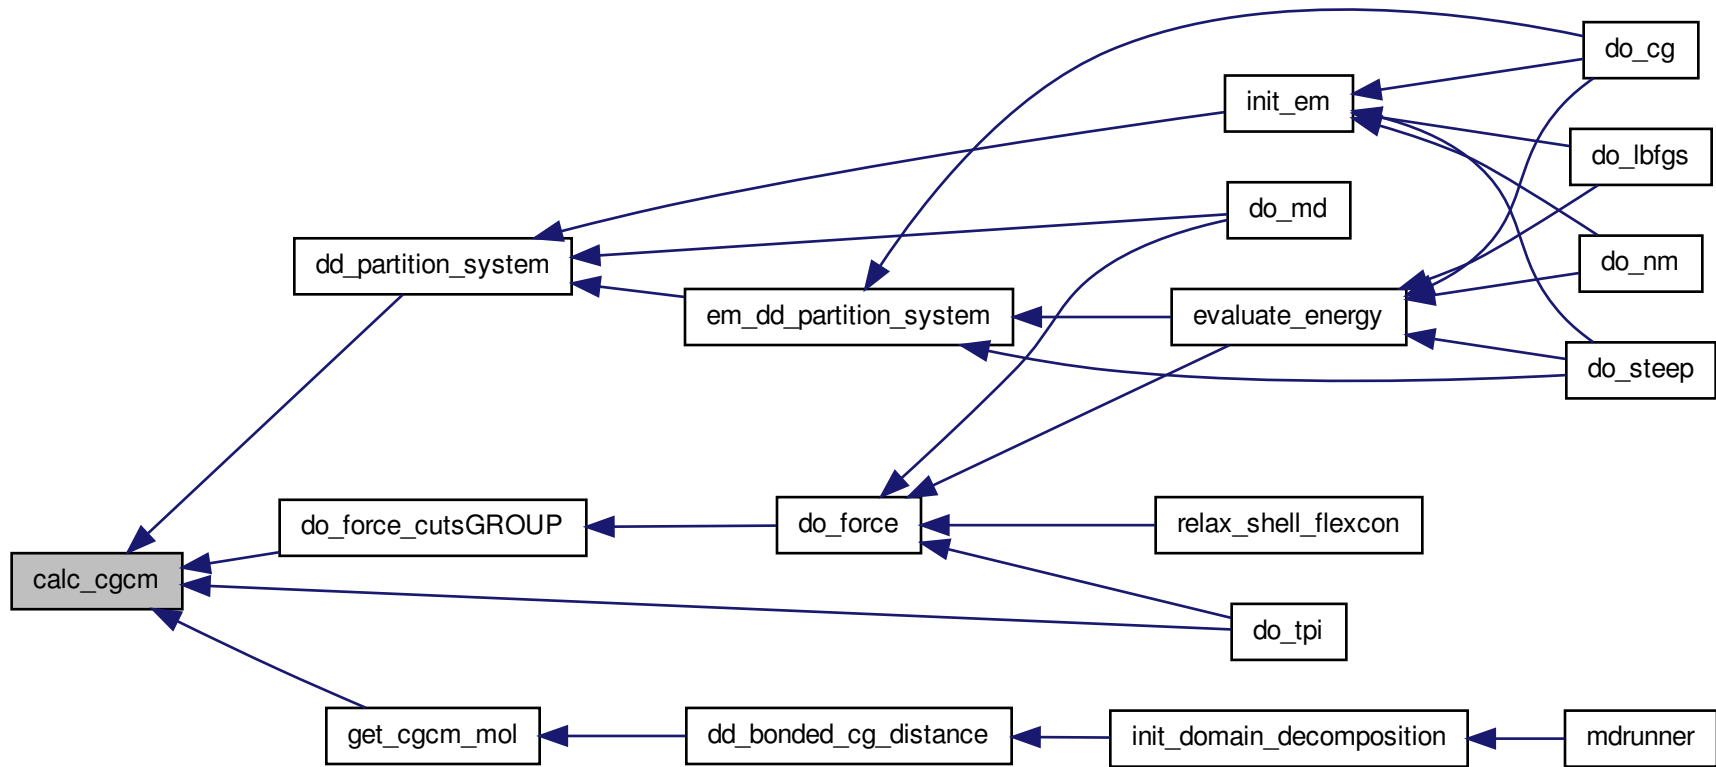 do_cg
init_em
do_lbfgs
do_md
do_nm
dd_partition_system
em_dd_partition_system
evaluate_energy
do_steep
do_force_cutsGROUP
do_force
relax_shell_flexcon
calc_cgcm
do_tpi
get_cgcm_mol
dd_bonded_cg_distance
init_domain_decomposition
mdrunner